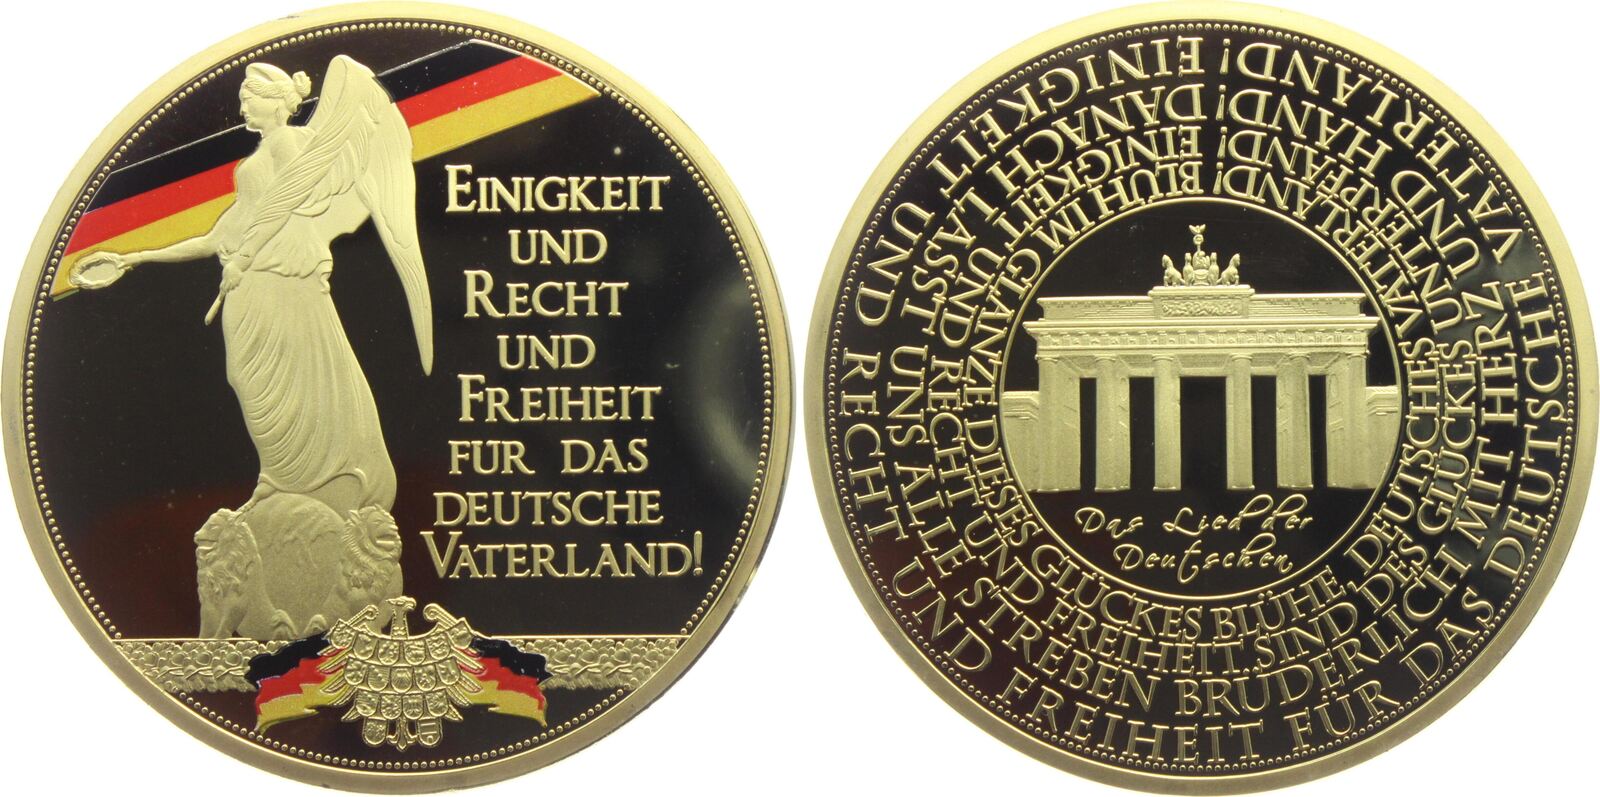 EINIGKEIT
UND
RECHT
UND
FREIHEIT
FÜR DAS
DEUTSCHE
VATERLAND!
EINIGKEIT UND RECHT UND FREIHEIT FÜR DAS DEUTSCHE VATERLAND!
DANACH LASST UNS ALLE STREBEN BRÜDERLICH MIT HERZ UND HAND!
EINIGKEIT UND RECHT UND FREIHEIT SIND DES GLÜCKES UNTERPFAND!
BLÜH IM GLANZE DIESES GLÜCKES BLÜHE, DEUTSCHES VATERLAND!
Das Lied der
Deutschen